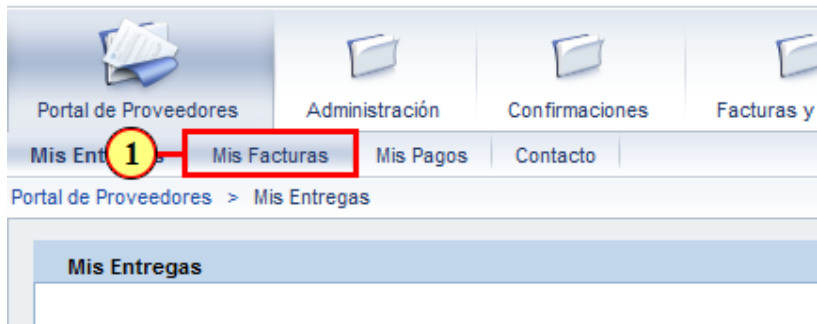 Portal de Proveedores Administración Confirmaciones Facturas y
Mis Ent 1 s Mis Facturas Mis Pagos Contacto
Portal de Proveedores > Mis Entregas
Mis Entregas